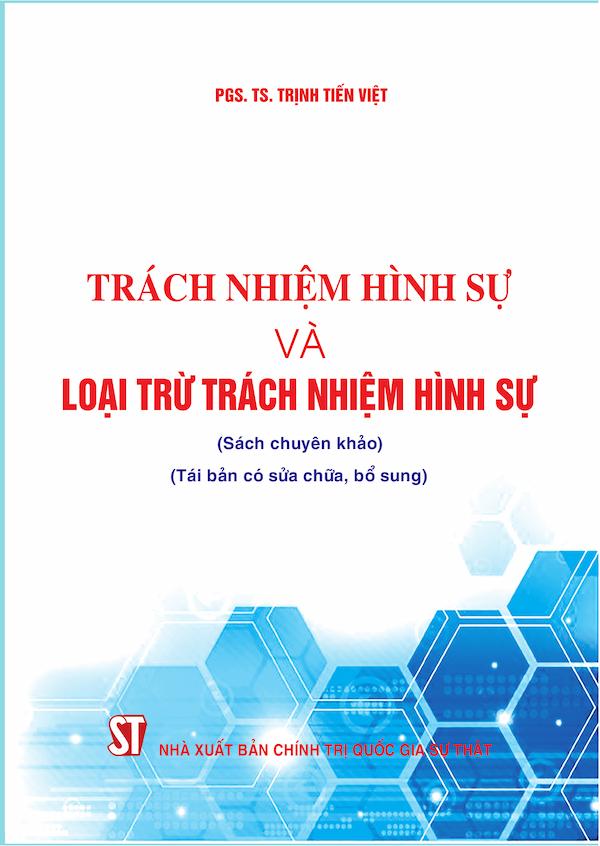 PGS. TS. TRỊNH TIẾN VIỆT
TRÁCH NHIỆM HÌNH SỰ
VÀ
LOẠI TRỪ TRÁCH NHIỆM HÌNH SỰ
(Sách chuyên khảo)
(Tái bản có sửa chữa, bổ sung)
ST NHÀ XUẤT BẢN CHÍNH TRỊ QUỐC GIA SỰ THẬT